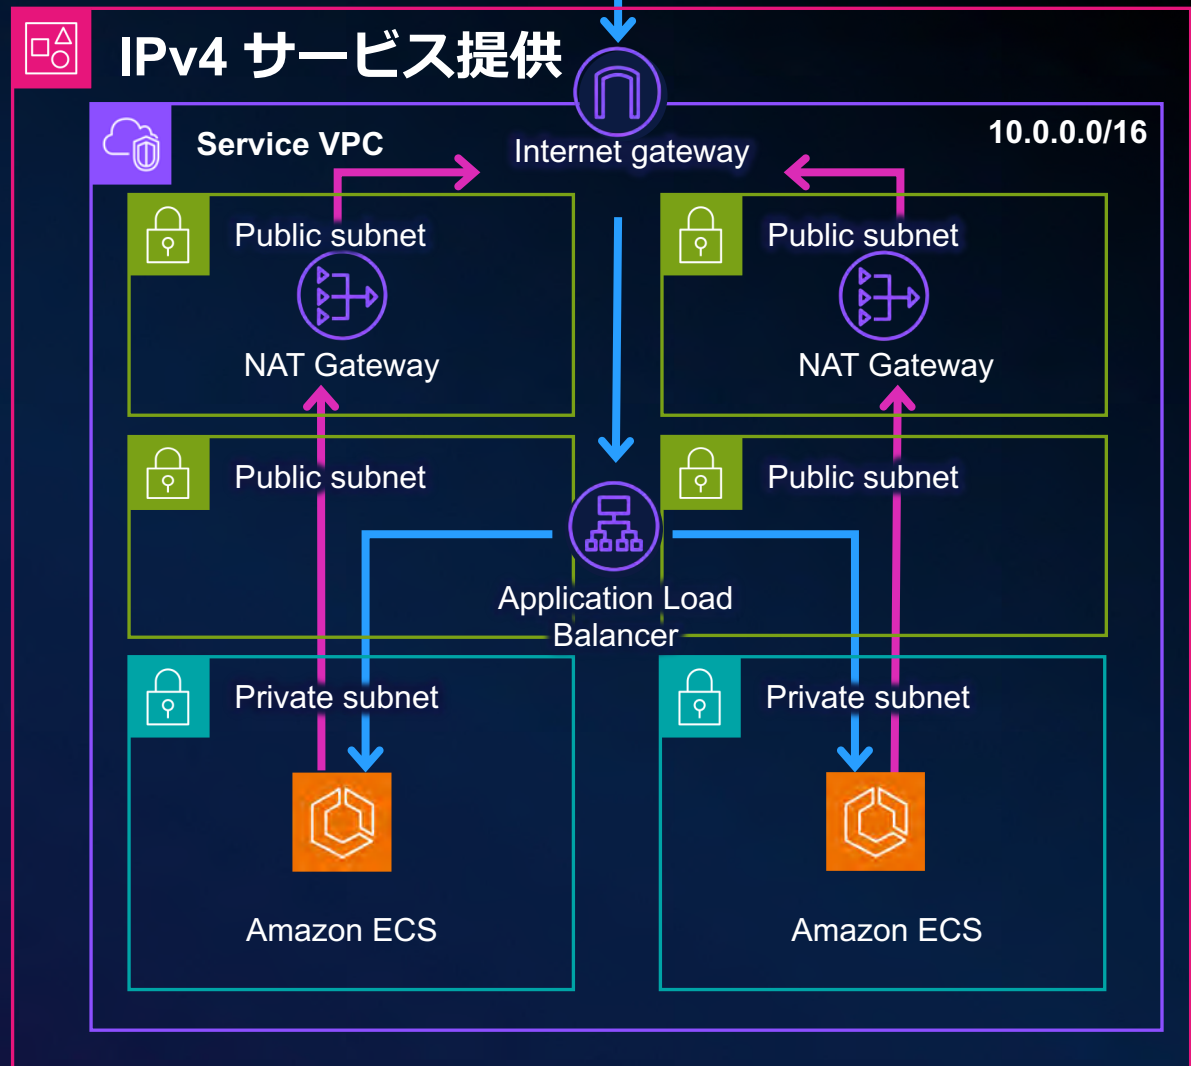 IPv4 サービス提供
Service VPC
Internet gateway
10.0.0.0/16
Public subnet
Public subnet
NAT Gateway
NAT Gateway
Public subnet
Public subnet
Application Load
Balancer
Private subnet
Private subnet
Amazon ECS
Amazon ECS